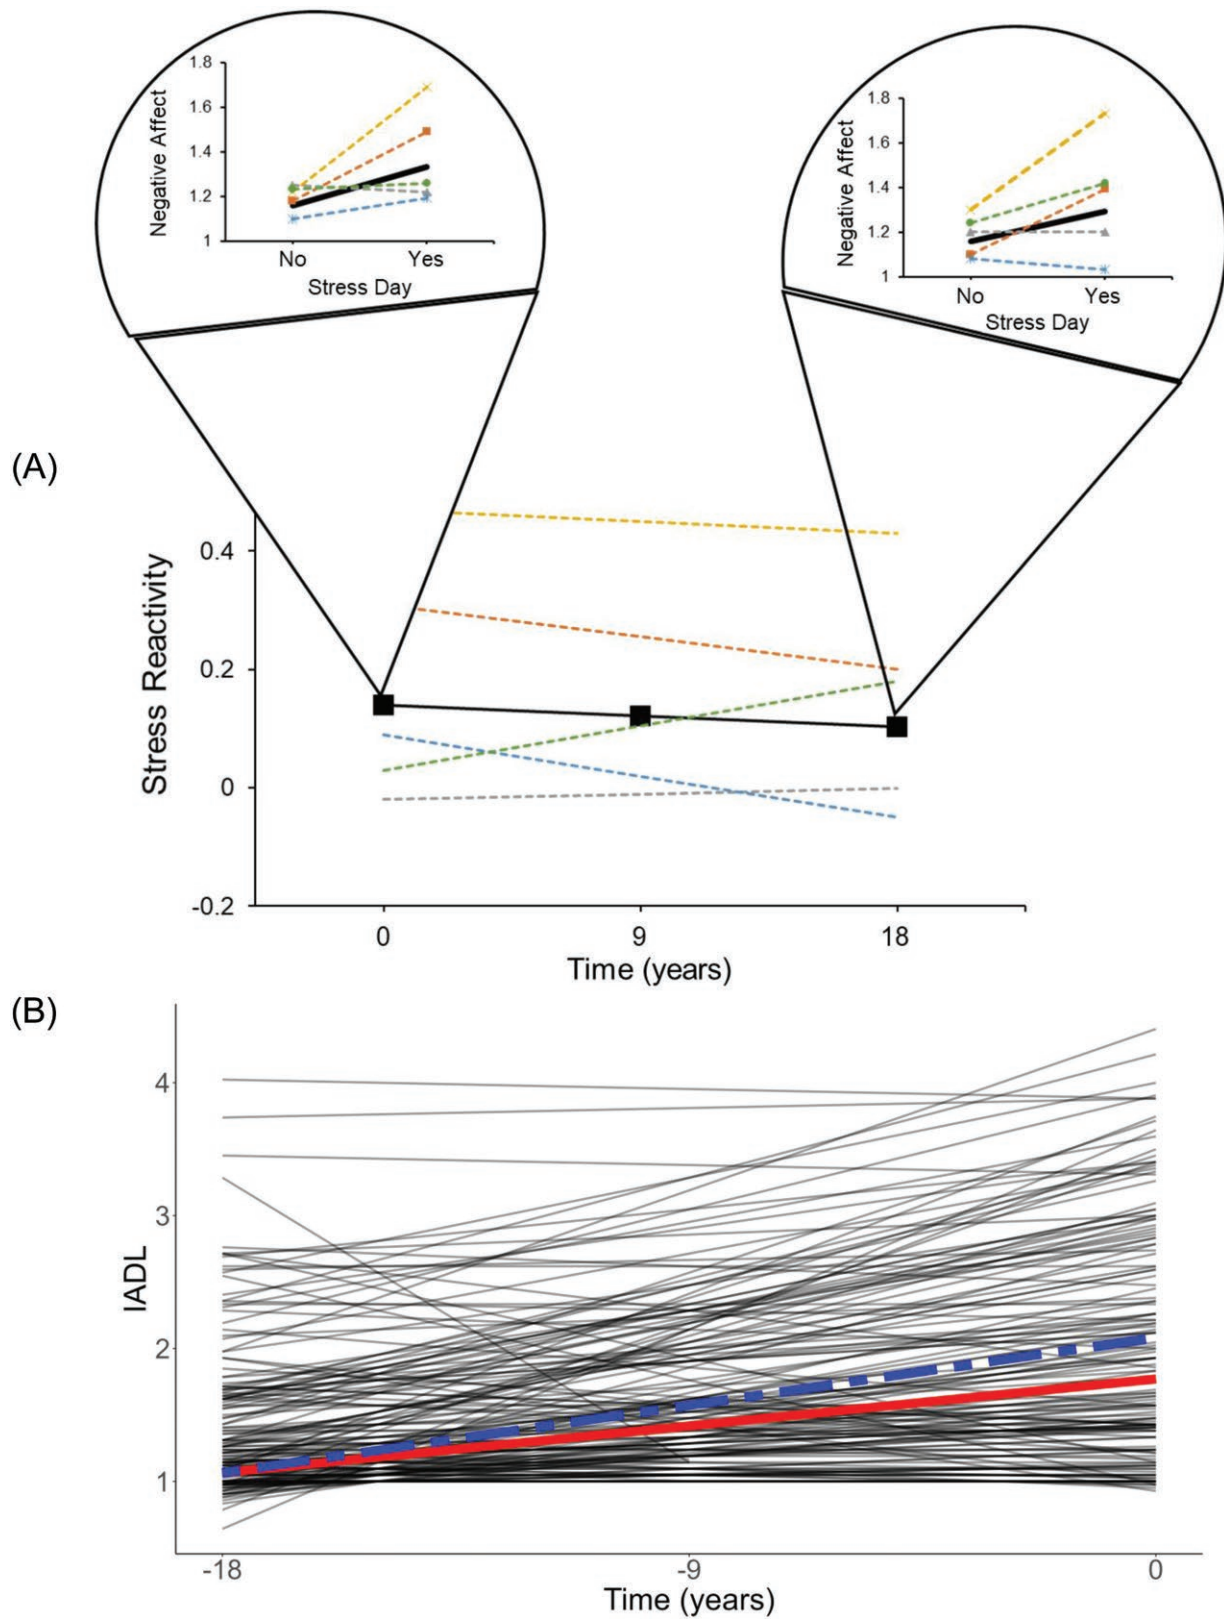 1.8
1.6
1.4
1.2
1
Negative Affect
No Yes
Stress Day
1.8
1.6
1.4
1.2
1
Negative Affect
No Yes
Stress Day
(A)
0.4
0.2
0
-0.2
Stress Reactivity
0 9 18
Time (years)
(B)
4
3
2
1
IADL
-18 -9 0
Time (years)